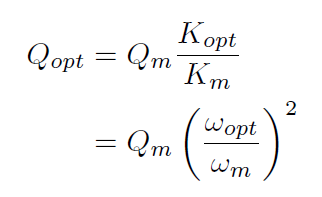 Q_{opt} = Q_m \frac{K_{opt}}{K_m}
= Q_m \left( \frac{\omega_{opt}}{\omega_m} \right)^2